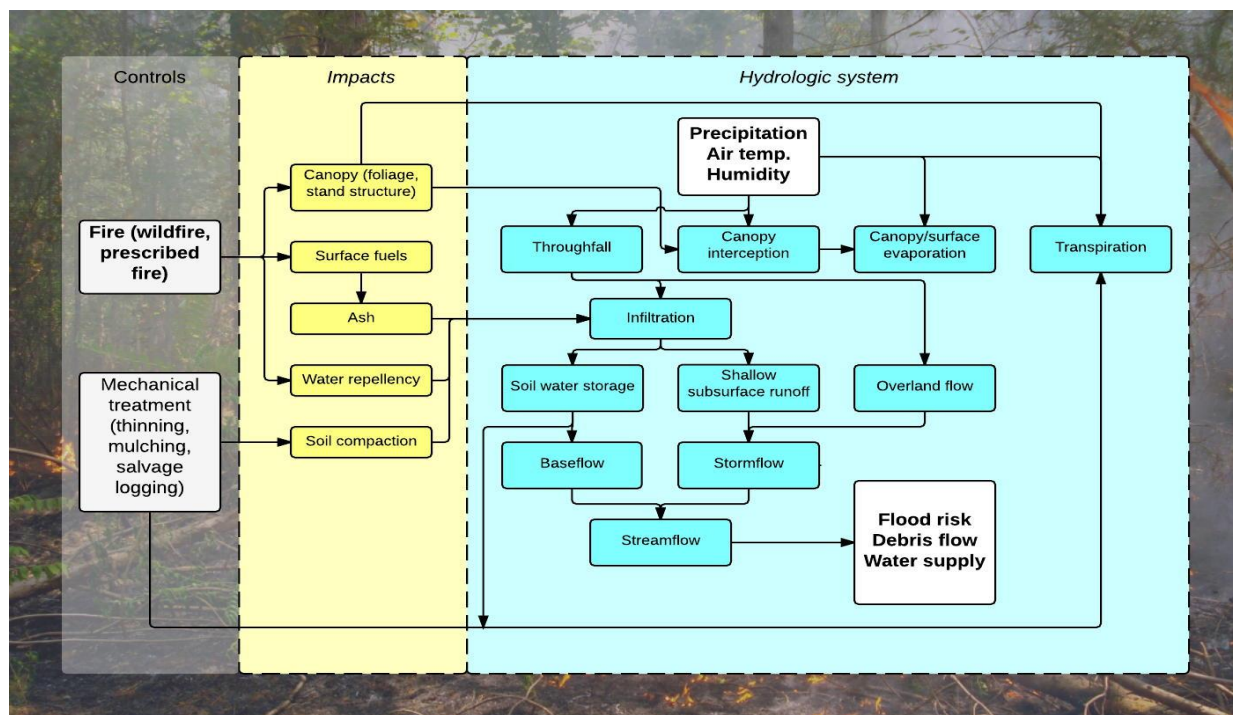 Controls
Impacts
Hydrologic system
Precipitation
Air temp.
Humidity
Canopy (foliage,
stand structure)
Fire (wildfire,
prescribed
fire)
Surface fuels
Throughfall
Canopy
interception
Canopy/surface
evaporation
Transpiration
Ash
Infiltration
Mechanical
treatment
(thinning,
mulching,
salvage
logging)
Water repellency
Soil water storage
Shallow
subsurface runoff
Overland flow
Soil compaction
Baseflow
Stormflow
Streamflow
Flood risk
Debris flow
Water supply